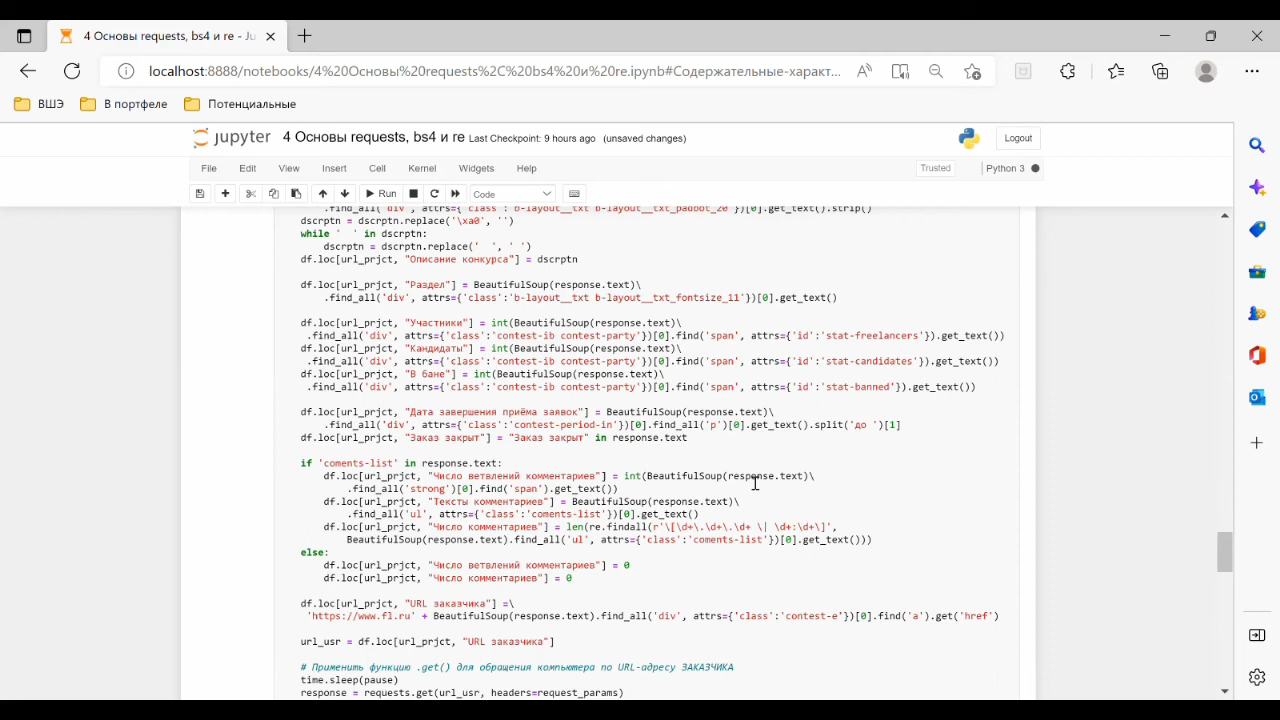 4 Основы requests, bs4 и re - Ju
localhost:8888/notebooks/4%20Основы%20requests%2C%20bs4%20и%20re.ipynb#Содержательные-характ...
ВШЭ В портфеле Потенциальные
jupyter 4 Основы requests, bs4 и re Last Checkpoint: 9 hours ago (unsaved changes) Logout
File Edit View Insert Cell Kernel Widgets Help Trusted Python 3
Run Code
.find_all('div', attrs={'class':'b-layout__txt b-layout__txt_padbot_20'})[0].get_text().strip()
dscrptn = dscrptn.replace('\xa0', '')
while '  ' in dscrptn:
dscrptn = dscrptn.replace('  ', ' ')
df.loc[url_prjct, "Описание конкурса"] = dscrptn
df.loc[url_prjct, "Раздел"] = BeautifulSoup(response.text)\
.find_all('div', attrs={'class':'b-layout__txt b-layout__txt_fontsize_11'})[0].get_text()
df.loc[url_prjct, "Участники"] = int(BeautifulSoup(response.text)\
.find_all('div', attrs={'class':'contest-ib contest-party'})[0].find('span', attrs={'id':'stat-freelancers'}).get_text())
df.loc[url_prjct, "Кандидаты"] = int(BeautifulSoup(response.text)\
.find_all('div', attrs={'class':'contest-ib contest-party'})[0].find('span', attrs={'id':'stat-candidates'}).get_text())
df.loc[url_prjct, "В бане"] = int(BeautifulSoup(response.text)\
.find_all('div', attrs={'class':'contest-ib contest-party'})[0].find('span', attrs={'id':'stat-banned'}).get_text())
df.loc[url_prjct, "Дата завершения приёма заявок"] = BeautifulSoup(response.text)\
.find_all('div', attrs={'class':'contest-period-in'})[0].find_all('p')[0].get_text().split('до ')[1]
df.loc[url_prjct, "Заказ закрыт"] = "Заказ закрыт" in response.text
if 'coments-list' in response.text:
df.loc[url_prjct, "Число ветвлений комментариев"] = int(BeautifulSoup(response.text)\
.find_all('strong')[0].find('span').get_text())
df.loc[url_prjct, "Тексты комментариев"] = BeautifulSoup(response.text)\
.find_all('ul', attrs={'class':'coments-list'})[0].get_text()
df.loc[url_prjct, "Число комментариев"] = len(re.findall(r'\[\d+\.\d+\.\d+ \| \d+:\d+\]',
BeautifulSoup(response.text).find_all('ul', attrs={'class':'coments-list'})[0].get_text()))
else:
df.loc[url_prjct, "Число ветвлений комментариев"] = 0
df.loc[url_prjct, "Число комментариев"] = 0
df.loc[url_prjct, "URL заказчика"] =\
'https://www.fl.ru' + BeautifulSoup(response.text).find_all('div', attrs={'class':'contest-e'})[0].find('a').get('href')
url_usr = df.loc[url_prjct, "URL заказчика"]
# Применить функцию .get() для обращения компьютера по URL-адресу ЗАКАЗЧИКА
time.sleep(pause)
response = requests.get(url_usr, headers=request_params)